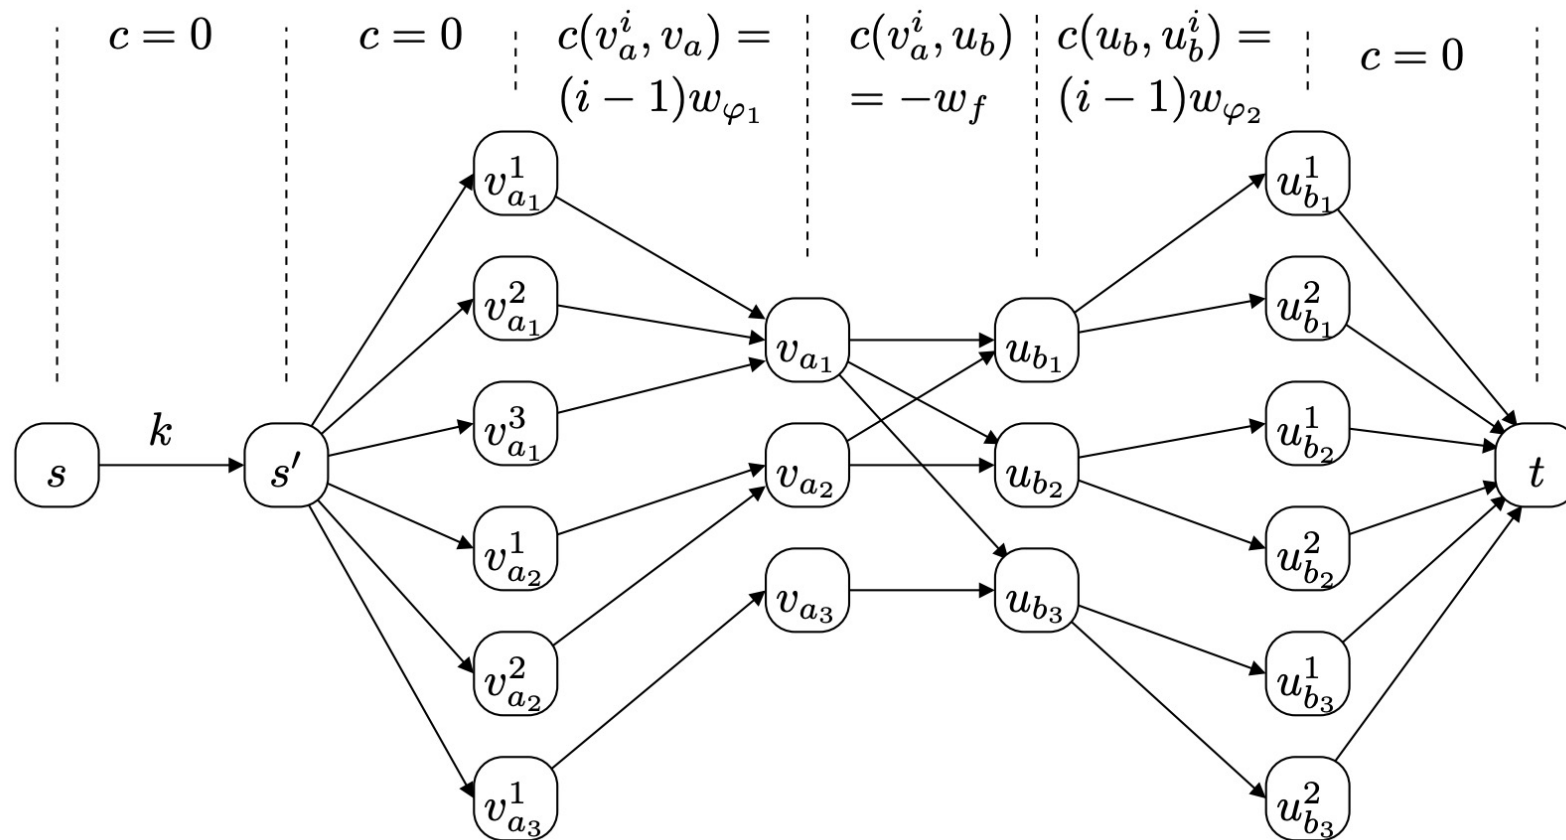 c = 0
c = 0
c(v_a^i, v_a) =
(i − 1)w_{φ_1}
c(v_a^i, u_b)
= −w_f
c(u_b, u_b^i) =
(i − 1)w_{φ_2}
c = 0
s
k
s′
v_{a_1}^1
v_{a_1}^2
v_{a_1}^3
v_{a_2}^1
v_{a_2}^2
v_{a_3}^1
v_{a_1}
v_{a_2}
v_{a_3}
u_{b_1}
u_{b_2}
u_{b_3}
u_{b_1}^1
u_{b_1}^2
u_{b_2}^1
u_{b_2}^2
u_{b_3}^1
u_{b_3}^2
t